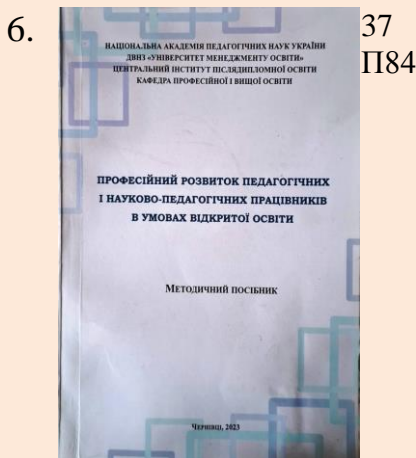 6.
НАЦІОНАЛЬНА АКАДЕМІЯ ПЕДАГОГІЧНИХ НАУК УКРАЇНИ
ДВНЗ «УНІВЕРСИТЕТ МЕНЕДЖМЕНТУ ОСВІТИ»
ЦЕНТРАЛЬНИЙ ІНСТИТУТ ПІСЛЯДИПЛОМНОЇ ОСВІТИ
КАФЕДРА ПРОФЕСІЙНОЇ І ВИЩОЇ ОСВІТИ
ПРОФЕСІЙНИЙ РОЗВИТОК ПЕДАГОГІЧНИХ
І НАУКОВО-ПЕДАГОГІЧНИХ ПРАЦІВНИКІВ
В УМОВАХ ВІДКРИТОЇ ОСВІТИ
МЕТОДИЧНИЙ ПОСІБНИК
ЧЕРНІВЦІ, 2023
37
П84